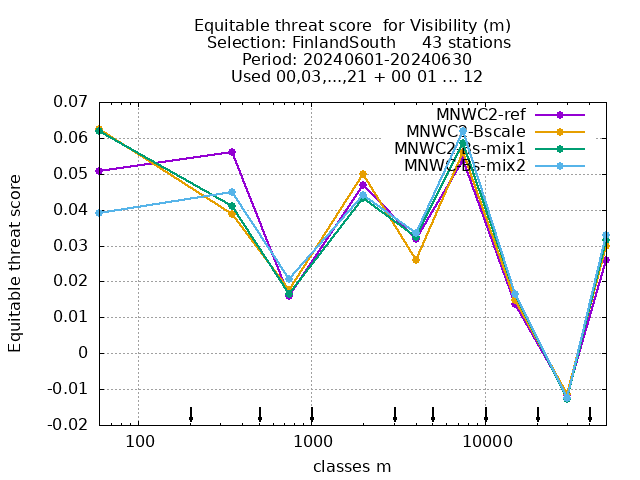 Equitable threat score  for Visibility (m)
Selection: FinlandSouth     43 stations
Period: 20240601-20240630
Used 00,03,...,21 + 00 01 ... 12
MNWC2-ref
MNWC2-Bscale
MNWC2-Bs-mix1
MNWC2-Bs-mix2
Equitable threat score
0.07
0.06
0.05
0.04
0.03
0.02
0.01
0
-0.01
-0.02
100
1000
10000
classes m